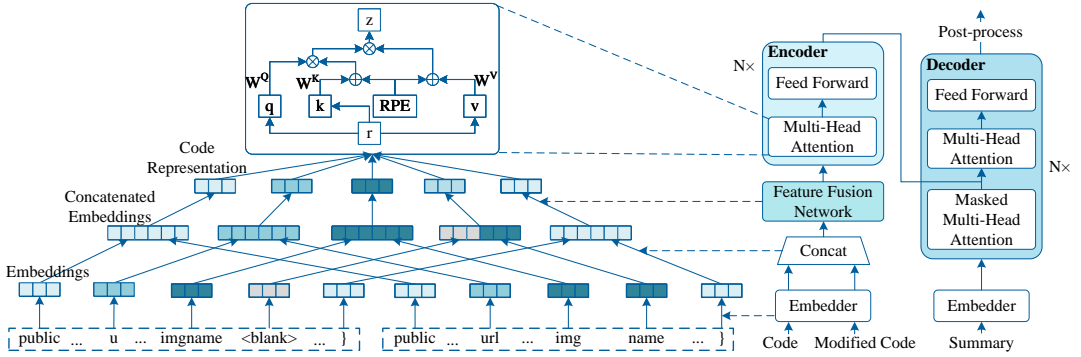 z
W^Q
W^K
W^V
q
k
RPE
v
r
Code
Representation
Concatenated
Embeddings
Embeddings
public ... u ... imgname <blank> ... }
public ... url ... img name ... }
Encoder
N×
Feed Forward
Multi-Head
Attention
Feature Fusion
Network
Concat
Embedder
Code
Modified Code
Post-process
Decoder
Feed Forward
Multi-Head
Attention
N×
Masked
Multi-Head
Attention
Embedder
Summary